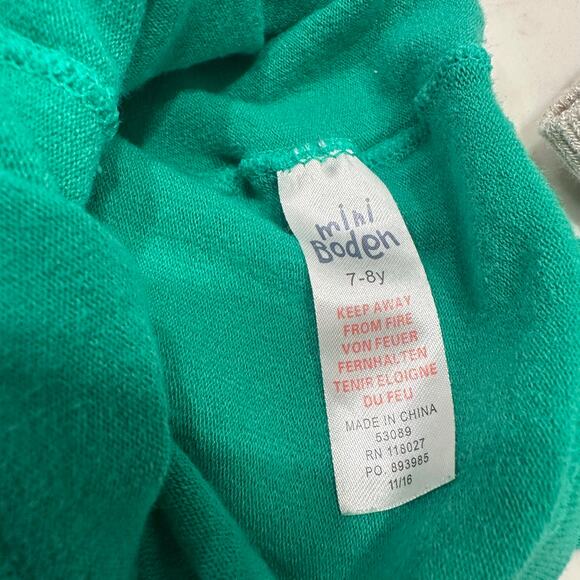 mini
Boden
7-8y
KEEP AWAY
FROM FIRE
VON FEUER
FERNHALTEN
TENIR ELOIGNE
DU FEU
MADE IN CHINA
53089
RN 118027
PO. 893985
11/16